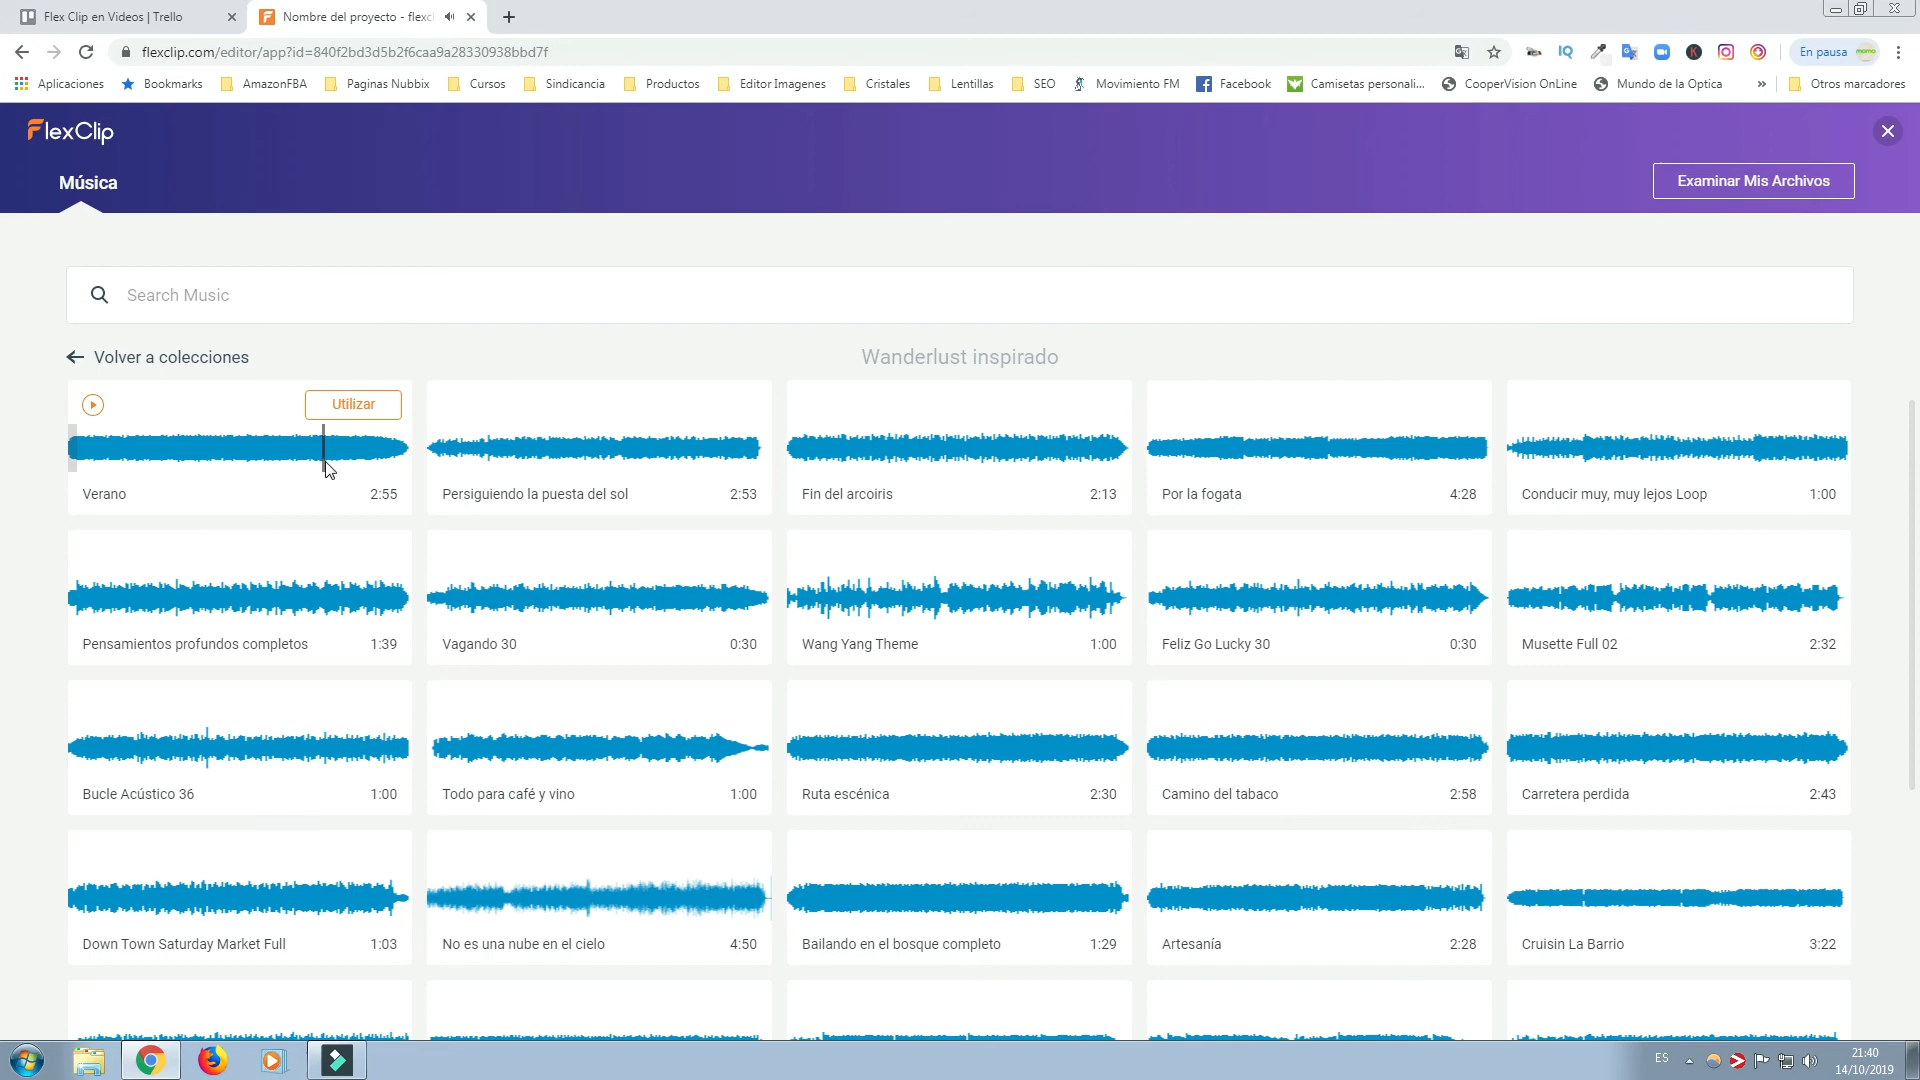 Flex Clip en Videos | Trello
Nombre del proyecto - flexcl
flexclip.com/editor/app?id=840f2bd3d5b2f6caa9a28330938bbd7f
En pausa
Aplicaciones
Bookmarks
AmazonFBA
Paginas Nubbix
Cursos
Sindicancia
Productos
Editor Imagenes
Cristales
Lentillas
SEO
Movimiento FM
Facebook
Camisetas personali...
CooperVision OnLine
Mundo de la Optica
»
Otros marcadores
FlexClip
Música
Examinar Mis Archivos
Search Music
Volver a colecciones
Wanderlust inspirado
Utilizar
Verano 2:55
Persiguiendo la puesta del sol 2:53
Fin del arcoiris 2:13
Por la fogata 4:28
Conducir muy, muy lejos Loop 1:00
Pensamientos profundos completos 1:39
Vagando 30 0:30
Wang Yang Theme 1:00
Feliz Go Lucky 30 0:30
Musette Full 02 2:32
Bucle Acústico 36 1:00
Todo para café y vino 1:00
Ruta escénica 2:30
Camino del tabaco 2:58
Carretera perdida 2:43
Down Town Saturday Market Full 1:03
No es una nube en el cielo 4:50
Bailando en el bosque completo 1:29
Artesanía 2:28
Cruisin La Barrio 3:22
ES
21:40
14/10/2019